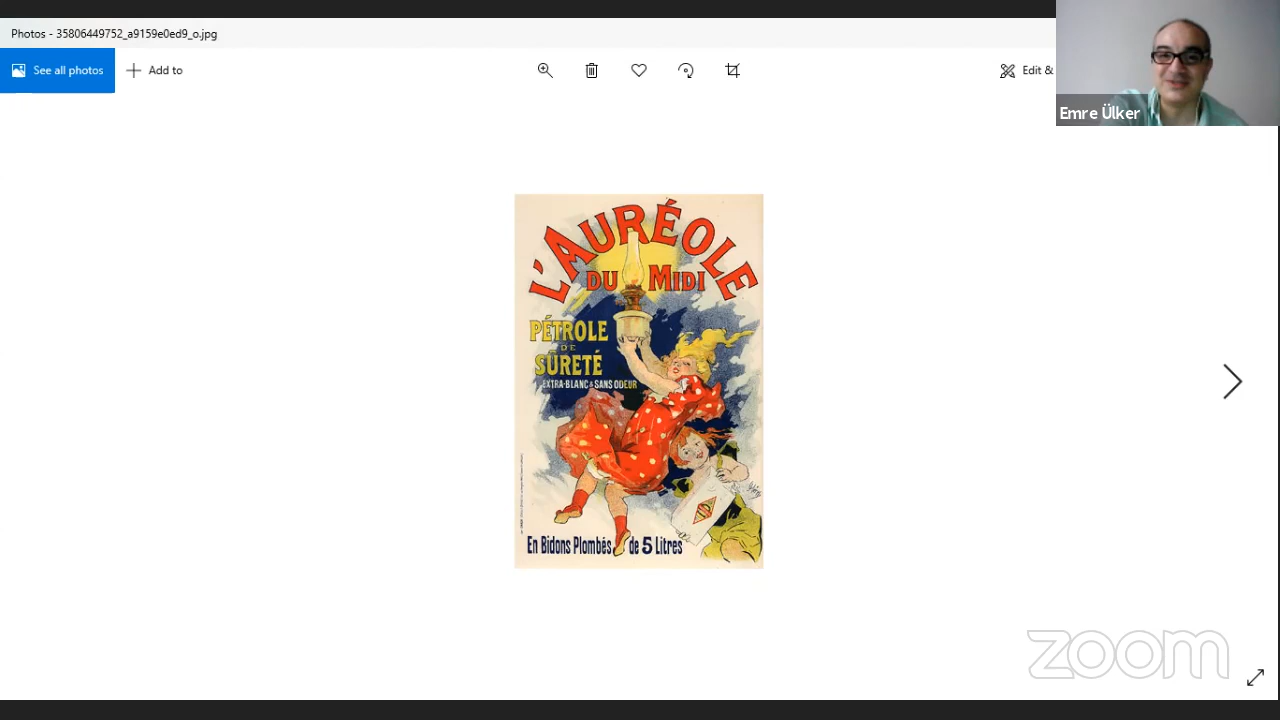 Photos - 35806449752_a9159e0ed9_o.jpg
See all photos
Add to
Edit &
Emre Ülker
L'AURÉOLE
DU MIDI
PÉTROLE
DE
SÛRETÉ
EXTRA-BLANC & SANS ODEUR
En Bidons Plombés de 5 Litres
zoom